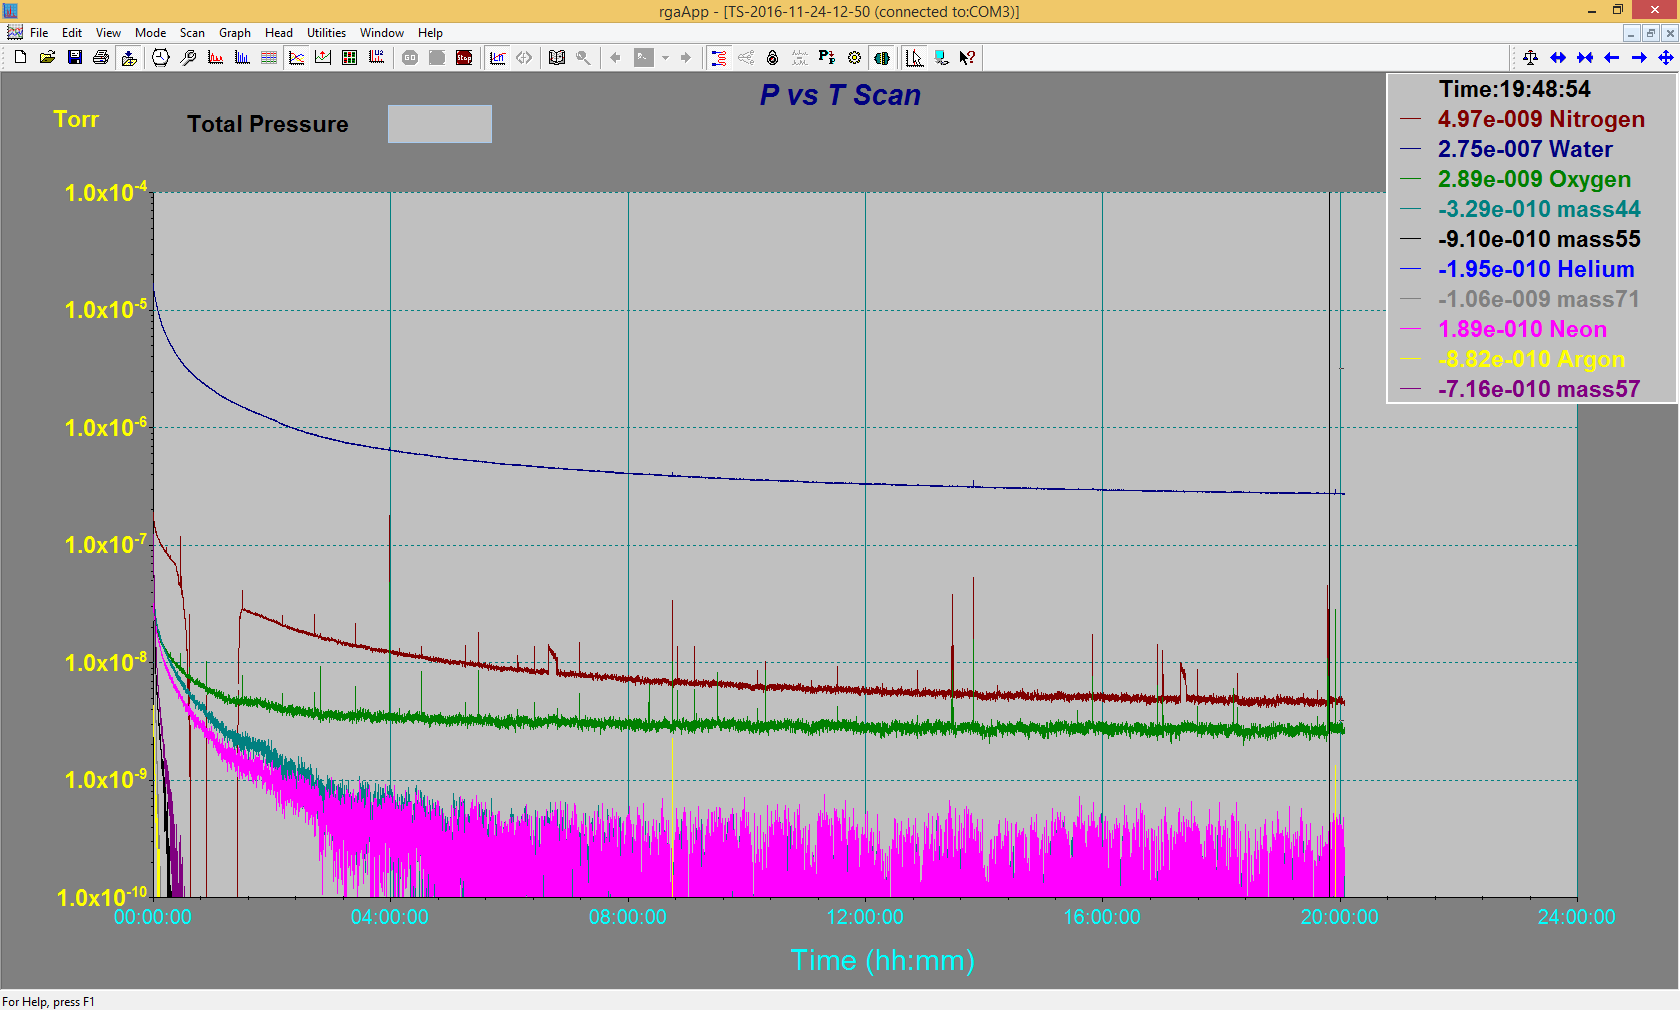 rgaApp - [TS-2016-11-24-12-50 (connected to:COM3)]
File Edit View Mode Scan Graph Head Utilities Window Help
GO Stop
P vs T Scan
Torr
Total Pressure
Time:19:48:54
4.97e-009 Nitrogen
2.75e-007 Water
2.89e-009 Oxygen
-3.29e-010 mass44
-9.10e-010 mass55
-1.95e-010 Helium
-1.06e-009 mass71
1.89e-010 Neon
-8.82e-010 Argon
-7.16e-010 mass57
1.0x10-4
1.0x10-5
1.0x10-6
1.0x10-7
1.0x10-8
1.0x10-9
1.0x10-10
00:00:00 04:00:00 08:00:00 12:00:00 16:00:00 20:00:00 24:00:00
Time (hh:mm)
For Help, press F1